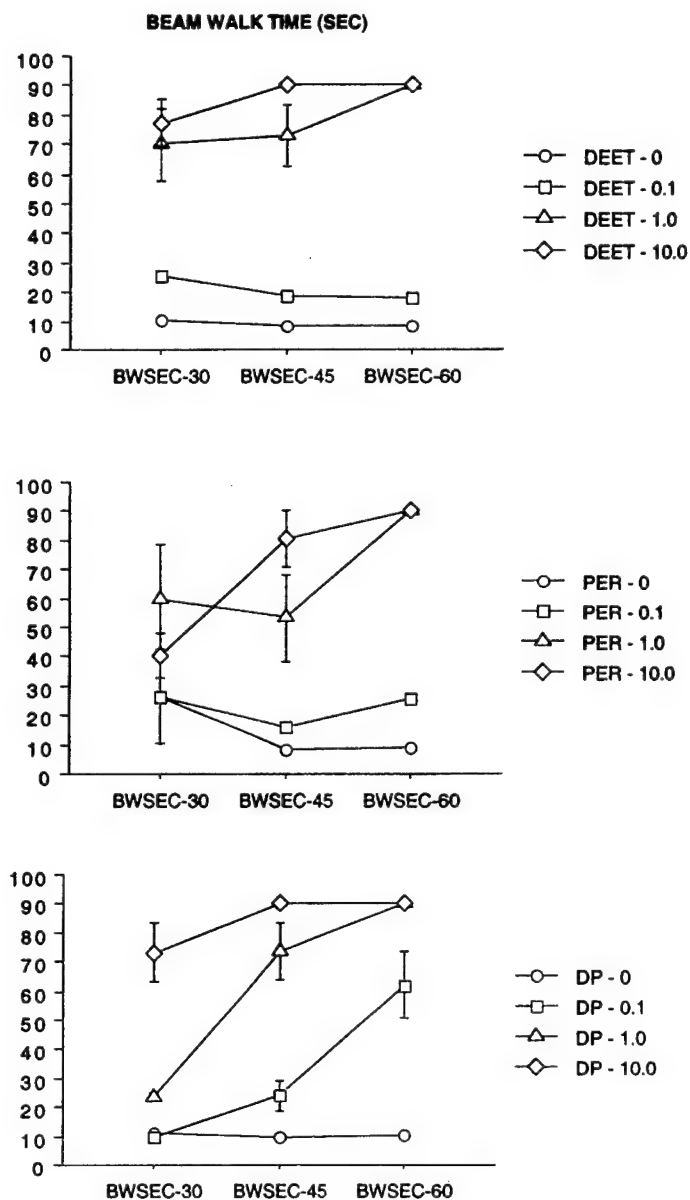 BEAM WALK TIME (SEC)
100
90
80
70
60
50
40
30
20
10
0
BWSEC-30 BWSEC-45 BWSEC-60
DEET - 0
DEET - 0.1
DEET - 1.0
DEET - 10.0
100
90
80
70
60
50
40
30
20
10
0
BWSEC-30 BWSEC-45 BWSEC-60
PER - 0
PER - 0.1
PER - 1.0
PER - 10.0
100
90
80
70
60
50
40
30
20
10
0
BWSEC-30 BWSEC-45 BWSEC-60
DP - 0
DP - 0.1
DP - 1.0
DP - 10.0